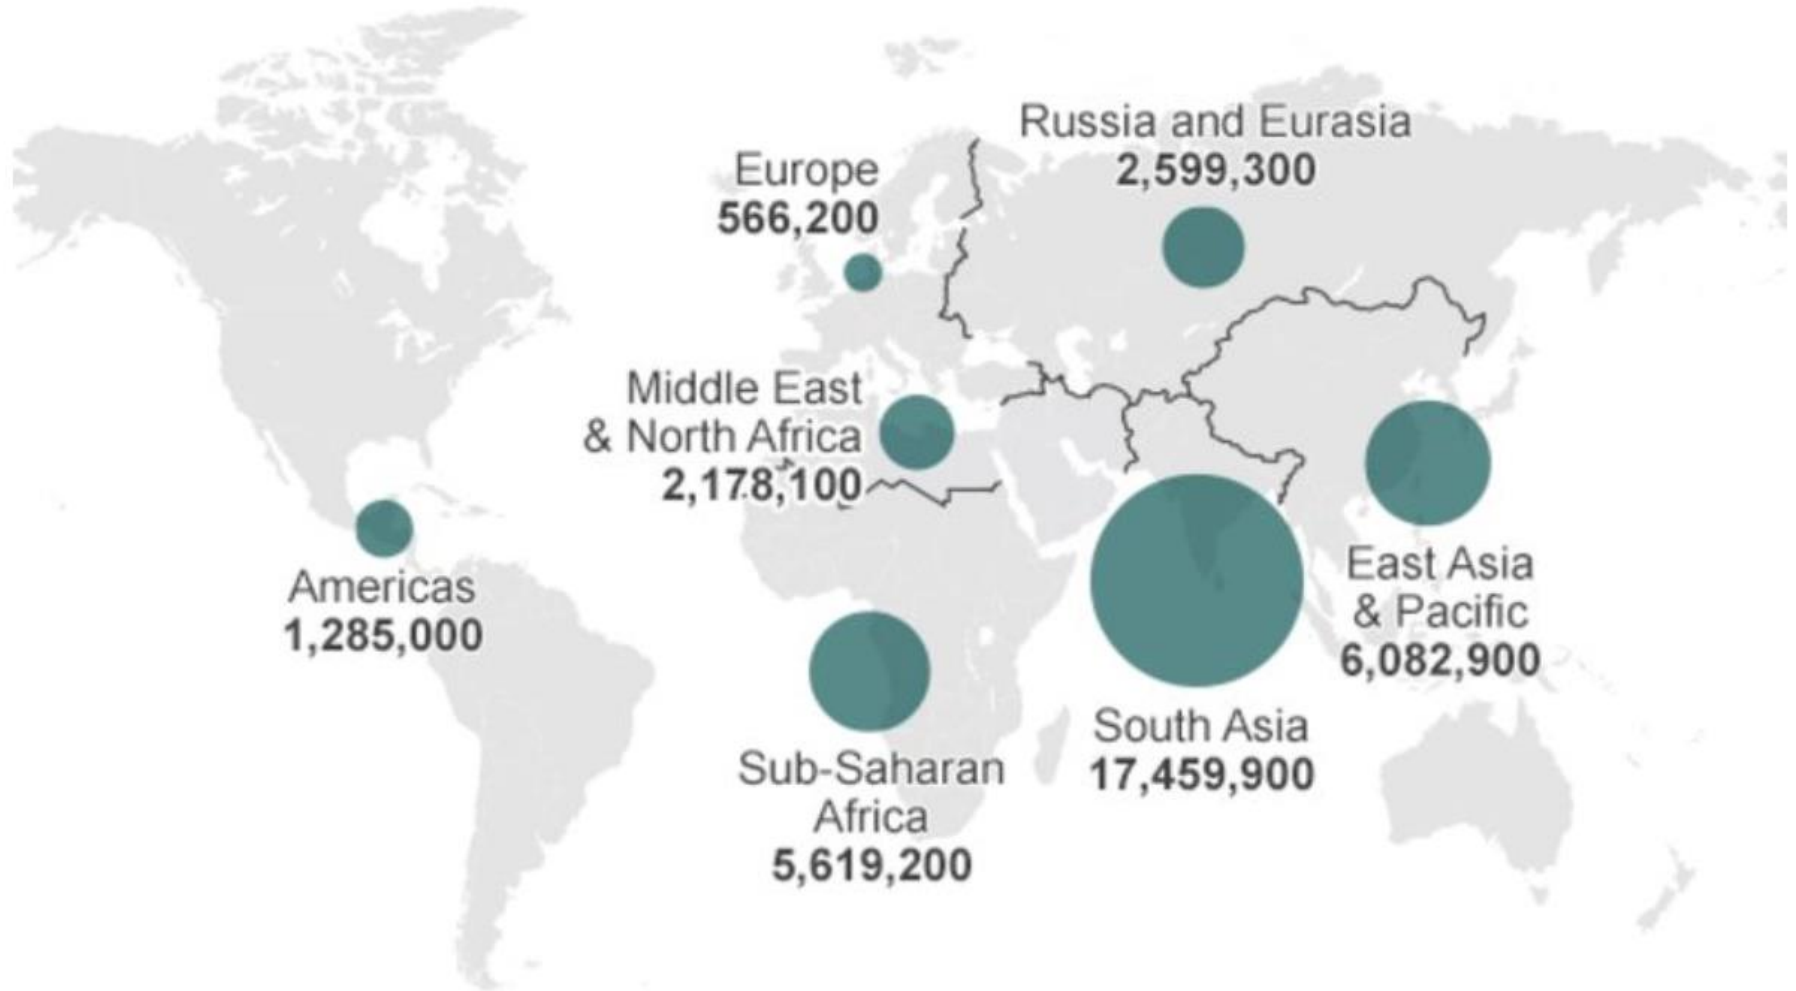 Russia and Eurasia
2,599,300
Europe
566,200
Middle East
& North Africa
2,178,100
Americas
1,285,000
East Asia
& Pacific
6,082,900
South Asia
17,459,900
Sub-Saharan
Africa
5,619,200